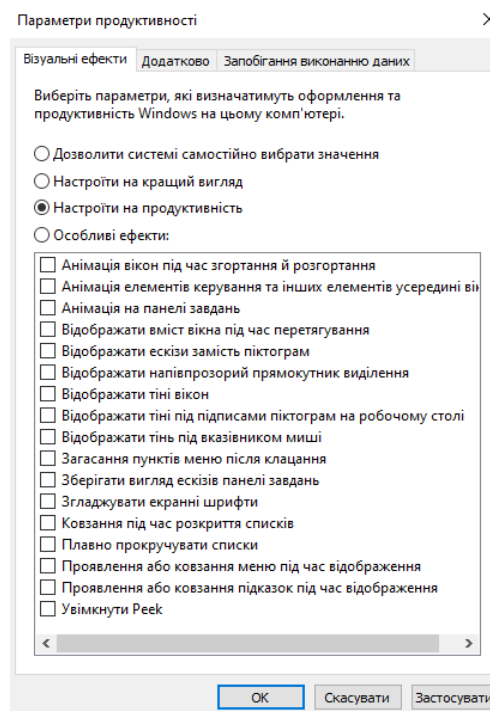 Параметри продуктивності
Візуальні ефекти Додатково Запобігання виконанню даних
Виберіть параметри, які визначатимуть оформлення та
продуктивність Windows на цьому комп'ютері.
Дозволити системі самостійно вибрати значення
Настроїти на кращий вигляд
Настроїти на продуктивність
Особливі ефекти:
Анімація вікон під час згортання й розгортання
Анімація елементів керування та інших елементів усередині вік
Анімація на панелі завдань
Відображати вміст вікна під час перетягування
Відображати ескізи замість піктограм
Відображати напівпрозорий прямокутник виділення
Відображати тіні вікон
Відображати тіні під підписами піктограм на робочому столі
Відображати тінь під вказівником миші
Загасання пунктів меню після клацання
Зберігати вигляд ескізів панелі завдань
Згладжувати екранні шрифти
Ковзання під час розкриття списків
Плавно прокручувати списки
Проявлення або ковзання меню під час відображення
Проявлення або ковзання підказок під час відображення
Увімкнути Peek
ОК Скасувати Застосувати